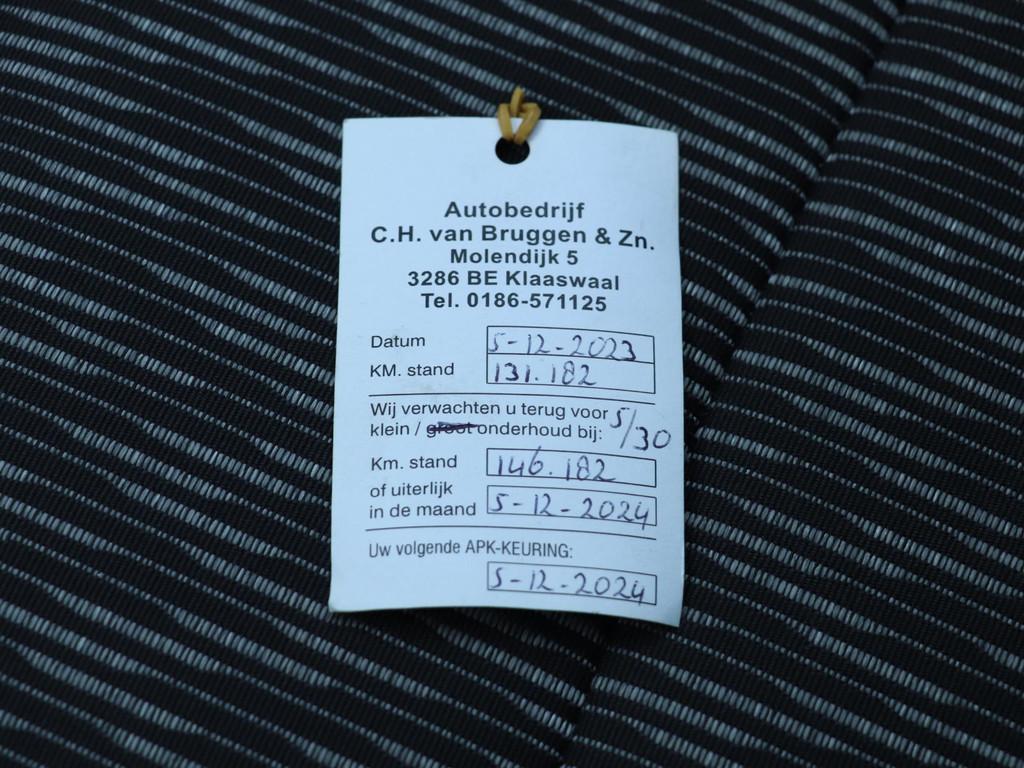 Autobedrijf
C.H. van Bruggen & Zn.
Molendijk 5
3286 BE Klaaswaal
Tel. 0186-571125
Datum 5-12-2023
KM. stand 131.182
Wij verwachten u terug voor 5/30
klein / groot onderhoud bij:
Km. stand 146.182
of uiterlijk
in de maand 5-12-2024
Uw volgende APK-KEURING:
5-12-2024